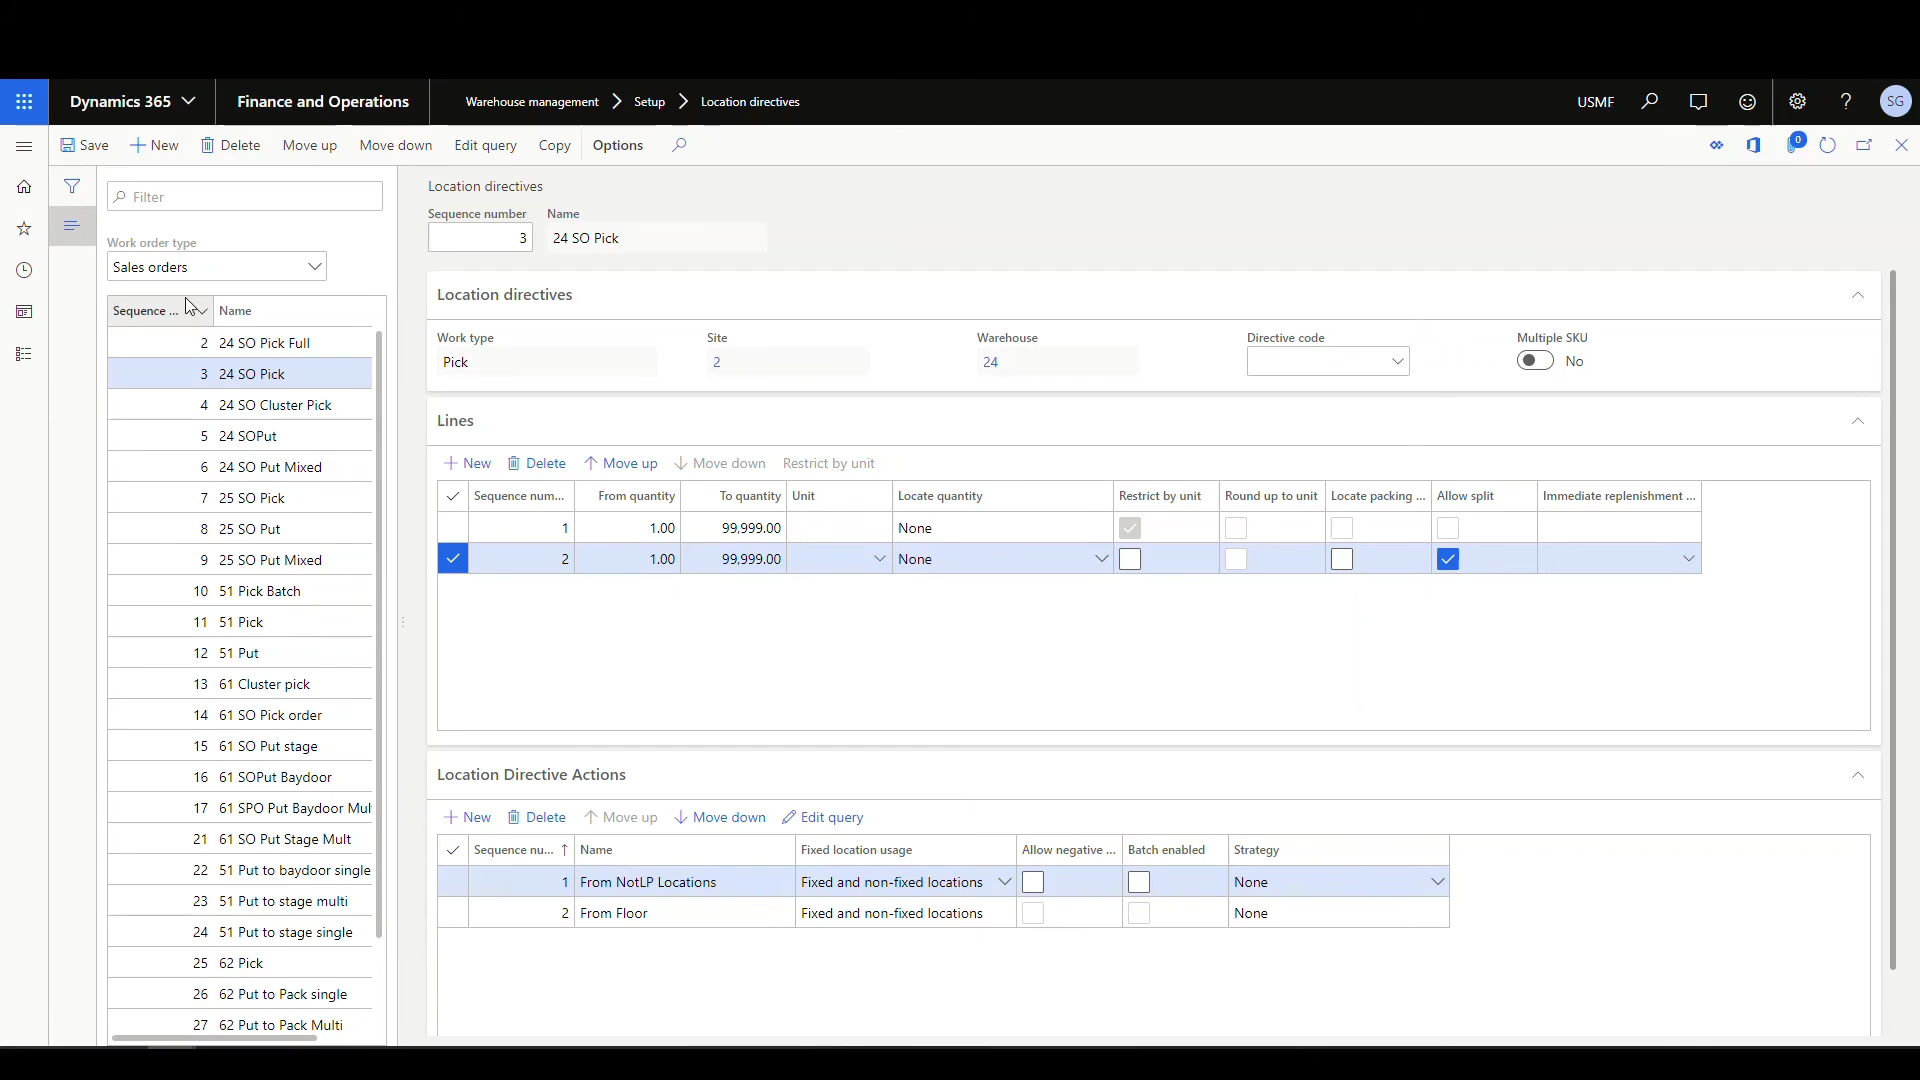 Dynamics 365
Finance and Operations
Warehouse management
Setup
Location directives
USMF
SG
Save
New
Delete
Move up
Move down
Edit query
Copy
Options
0
Filter
Work order type
Sales orders
Sequence ...
Name
2 24 SO Pick Full
3 24 SO Pick
4 24 SO Cluster Pick
5 24 SOPut
6 24 SO Put Mixed
7 25 SO Pick
8 25 SO Put
9 25 SO Put Mixed
10 51 Pick Batch
11 51 Pick
12 51 Put
13 61 Cluster pick
14 61 SO Pick order
15 61 SO Put stage
16 61 SOPut Baydoor
17 61 SPO Put Baydoor Mul
21 61 SO Put Stage Mult
22 51 Put to baydoor single
23 51 Put to stage multi
24 51 Put to stage single
25 62 Pick
26 62 Put to Pack single
27 62 Put to Pack Multi
Location directives
Sequence number Name
3 24 SO Pick
Location directives
Work type Site Warehouse Directive code Multiple SKU
Pick 2 24 No
Lines
New Delete Move up Move down Restrict by unit
Sequence num... From quantity To quantity Unit Locate quantity Restrict by unit Round up to unit Locate packing ... Allow split Immediate replenishment ...
1 1.00 99,999.00 None
2 1.00 99,999.00 None
Location Directive Actions
New Delete Move up Move down Edit query
Sequence nu... Name Fixed location usage Allow negative ... Batch enabled Strategy
1 From NotLP Locations Fixed and non-fixed locations None
2 From Floor Fixed and non-fixed locations None